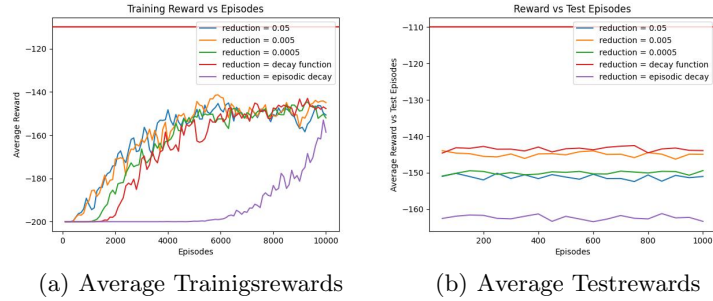 Training Reward vs Episodes
Average Reward
−120
−140
−160
−180
−200
reduction = 0.05
reduction = 0.005
reduction = 0.0005
reduction = decay function
reduction = episodic decay
0 2000 4000 6000 8000 10000
Episodes
(a) Average Trainigsrewards
Reward vs Test Episodes
Average Reward vs Test Episodes
−110
−120
−130
−140
−150
−160
reduction = 0.05
reduction = 0.005
reduction = 0.0005
reduction = decay function
reduction = episodic decay
200 400 600 800 1000
Episodes
(b) Average Testrewards